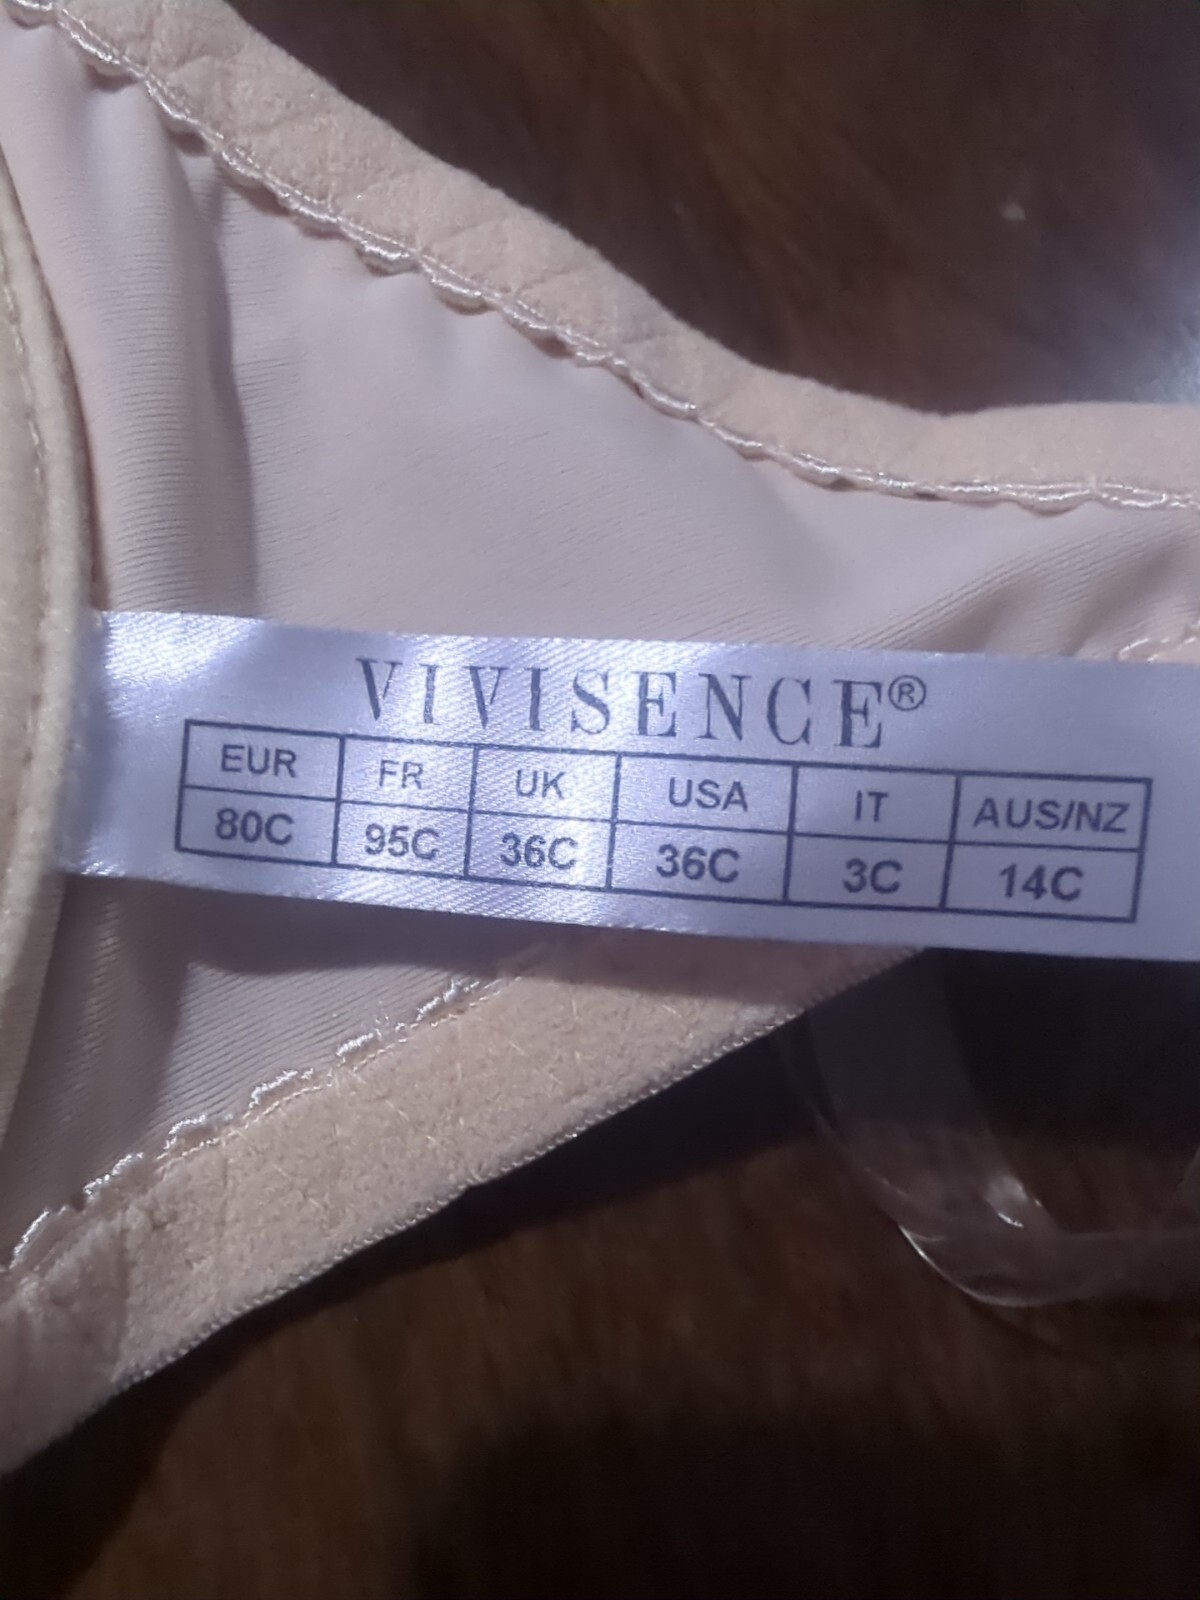 VIVISENCE®
EUR FR UK USA IT AUS/NZ
80C 95C 36C 36C 3C 14C